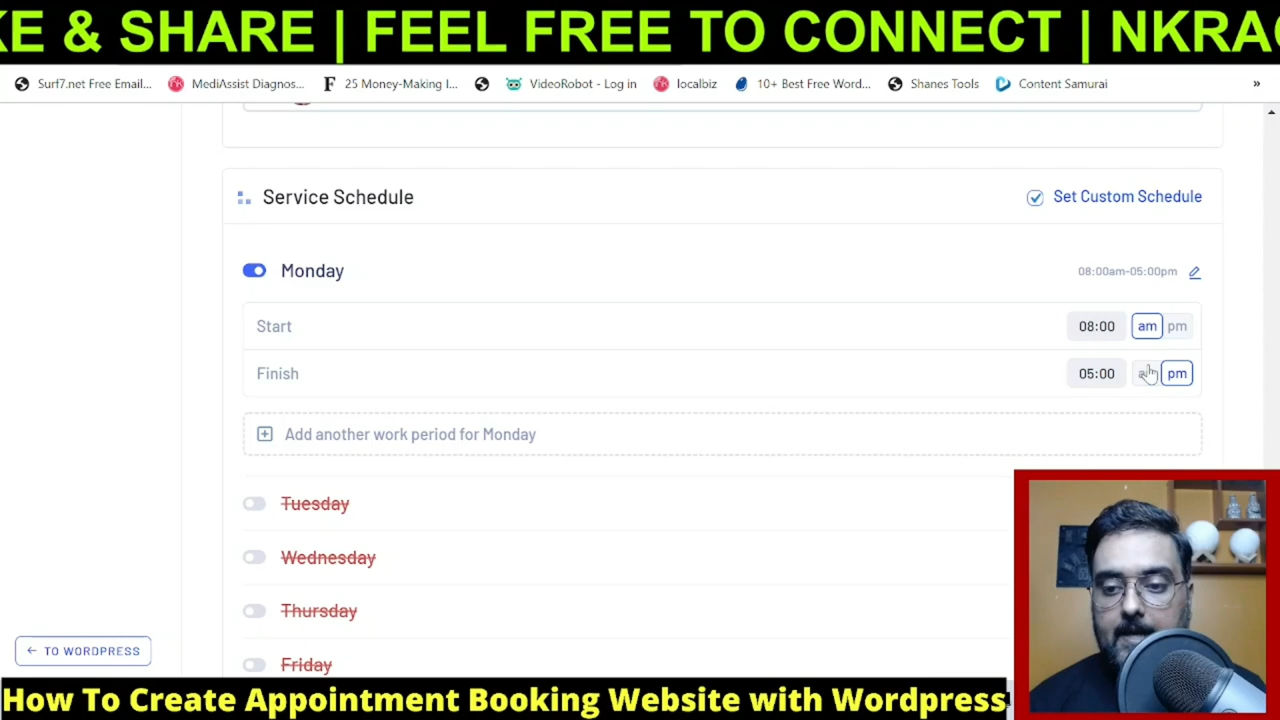 KE & SHARE | FEEL FREE TO CONNECT | NKRA
Surf7.net Free Email... MediAssist Diagnos... 25 Money-Making I... VideoRobot - Log in localbiz 10+ Best Free Word... Shanes Tools Content Samurai »
Service Schedule
Set Custom Schedule
Monday
08:00am-05:00pm
Start 08:00 am pm
Finish 05:00 pm
Add another work period for Monday
Tuesday
Wednesday
Thursday
Friday
← TO WORDPRESS
How To Create Appointment Booking Website with Wordpress